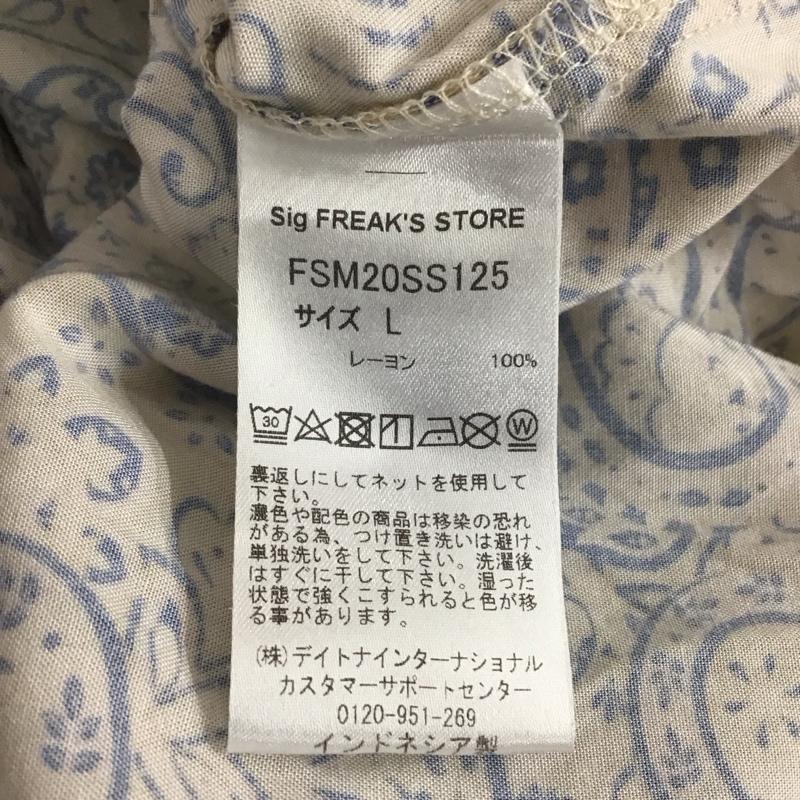 Sig FREAK'S STORE
FSM20SS125
サイズ L
レーヨン 100%
30 W
裏返しにしてネットを使用して
下さい。
濃色や配色の商品は移染の恐れ
がある為、つけ置き洗いは避け、
単独洗いをして下さい。洗濯後
はすぐに干して下さい。湿った
状態で強くこすられると色が移
る事があります。
(株)デイトナインターナショナル
カスタマーサポートセンター
0120-951-269
インドネシア製